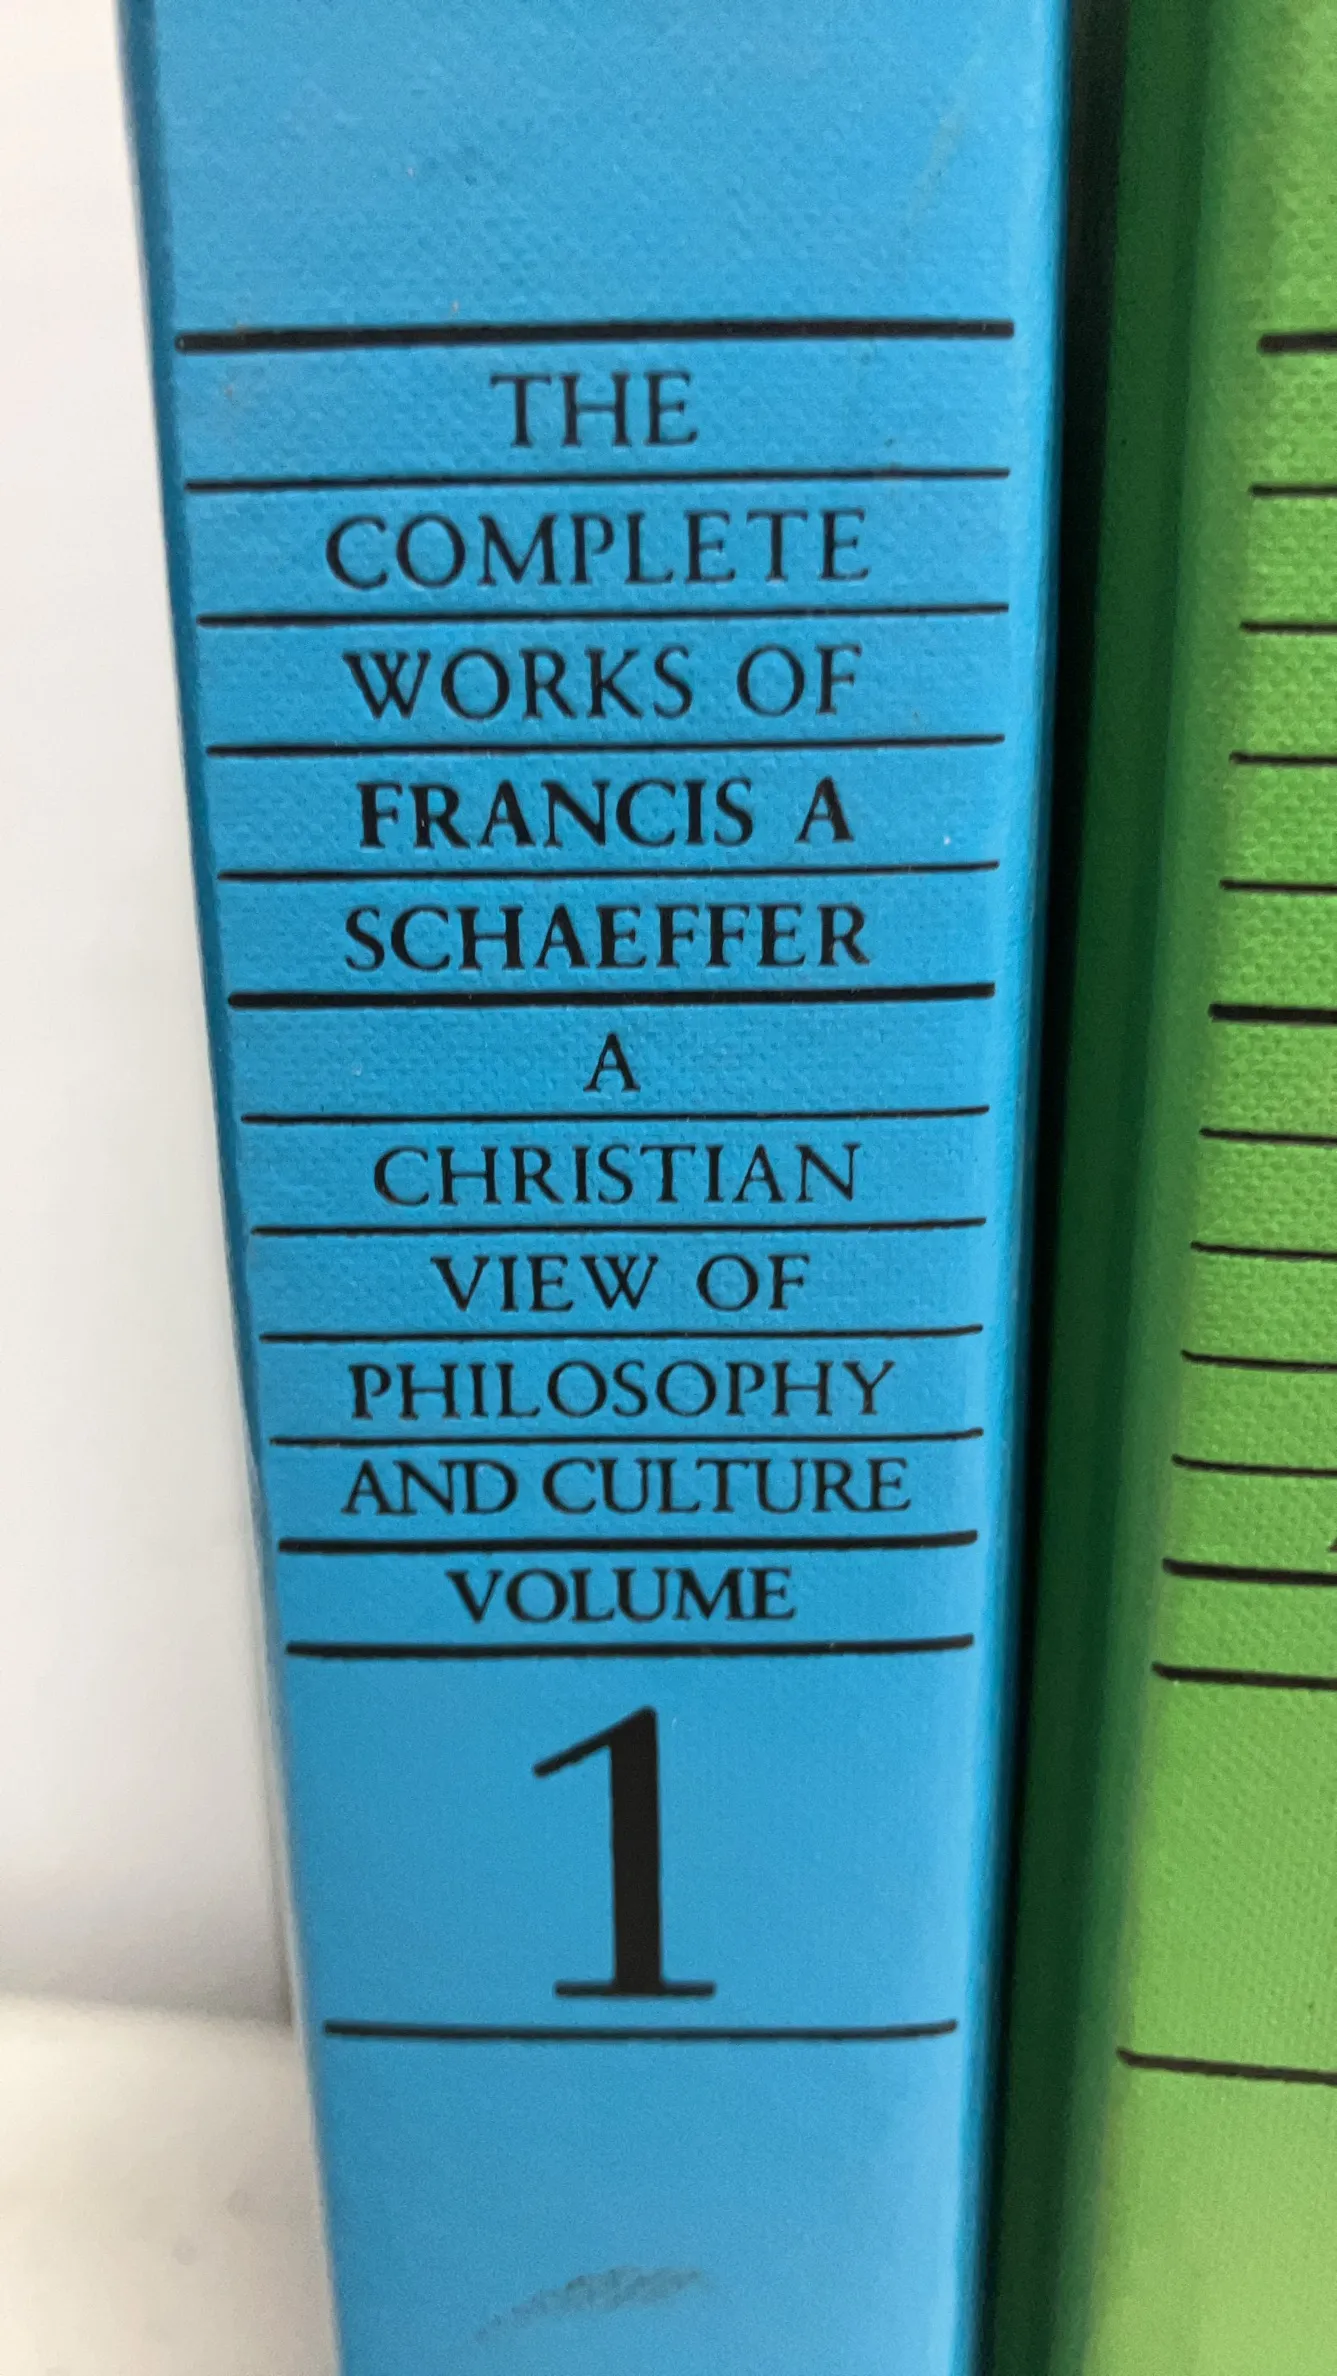 THE
COMPLETE
WORKS OF
FRANCIS A
SCHAEFFER
A
CHRISTIAN
VIEW OF
PHILOSOPHY
AND CULTURE
VOLUME
1